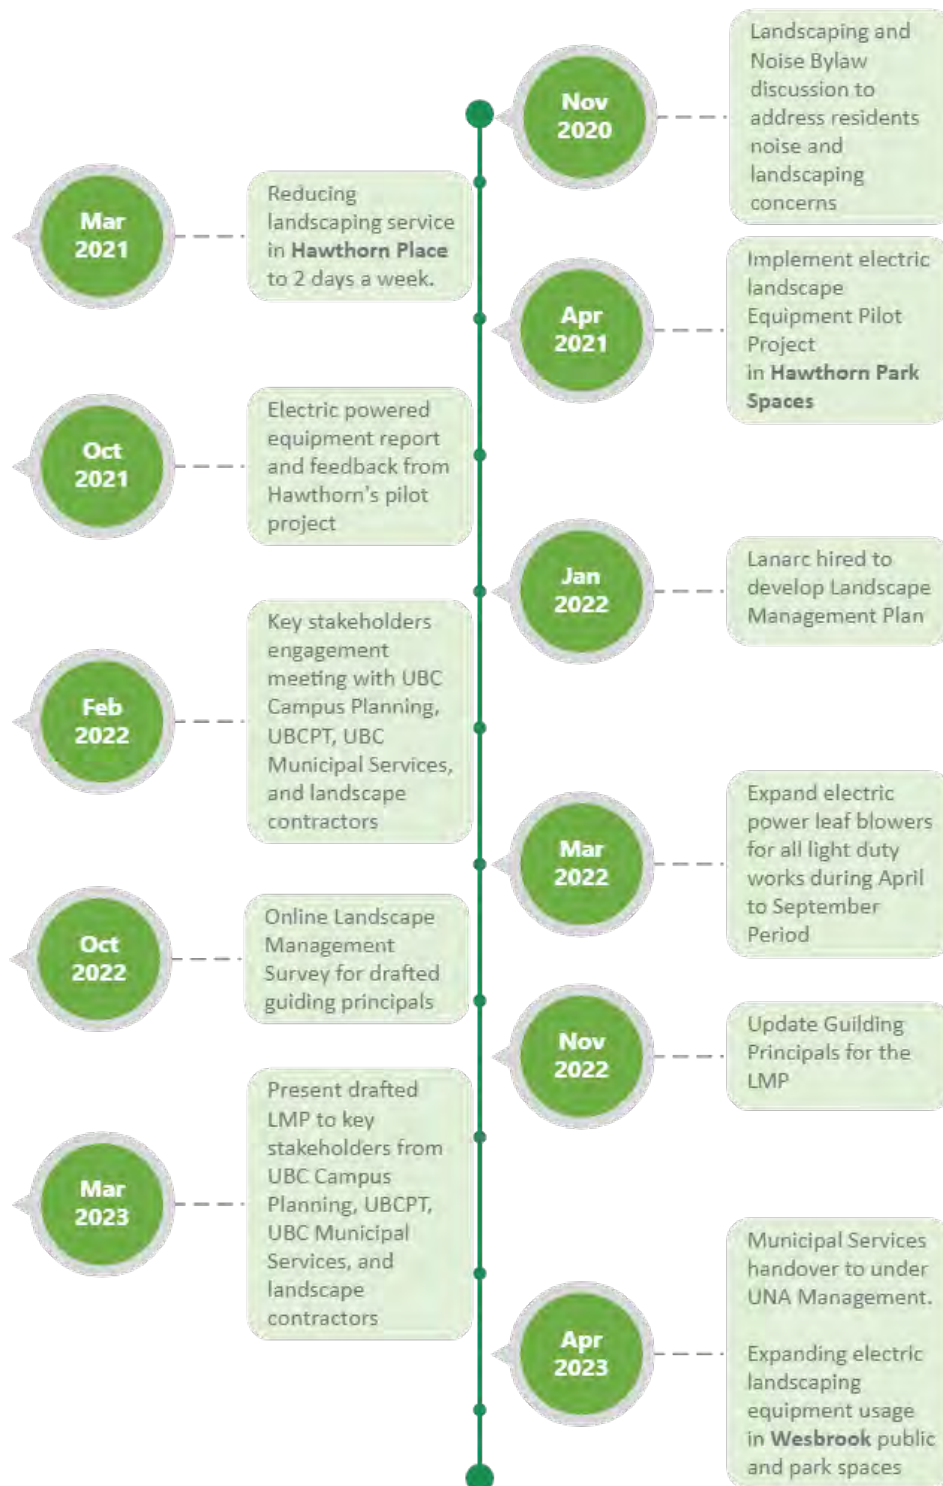 Nov
2020
Landscaping and
Noise Bylaw
discussion to
address residents
noise and
landscaping
concerns
Mar
2021
Reducing
landscaping service
in Hawthorn Place
to 2 days a week.
Apr
2021
Implement electric
landscape
Equipment Pilot
Project
in Hawthorn Park
Spaces
Oct
2021
Electric powered
equipment report
and feedback from
Hawthorn's pilot
project
Jan
2022
Lanarc hired to
develop Landscape
Management Plan
Feb
2022
Key stakeholders
engagement
meeting with UBC
Campus Planning,
UBCPT, UBC
Municipal Services,
and landscape
contractors
Mar
2022
Expand electric
power leaf blowers
for all light duty
works during April
to September
Period
Oct
2022
Online Landscape
Management
Survey for drafted
guiding principals
Nov
2022
Update Guilding
Principals for the
LMP
Mar
2023
Present drafted
LMP to key
stakeholders from
UBC Campus
Planning, UBCPT,
UBC Municipal
Services, and
landscape
contractors
Apr
2023
Municipal Services
handover to under
UNA Management.
Expanding electric
landscaping
equipment usage
in Wesbrook public
and park spaces